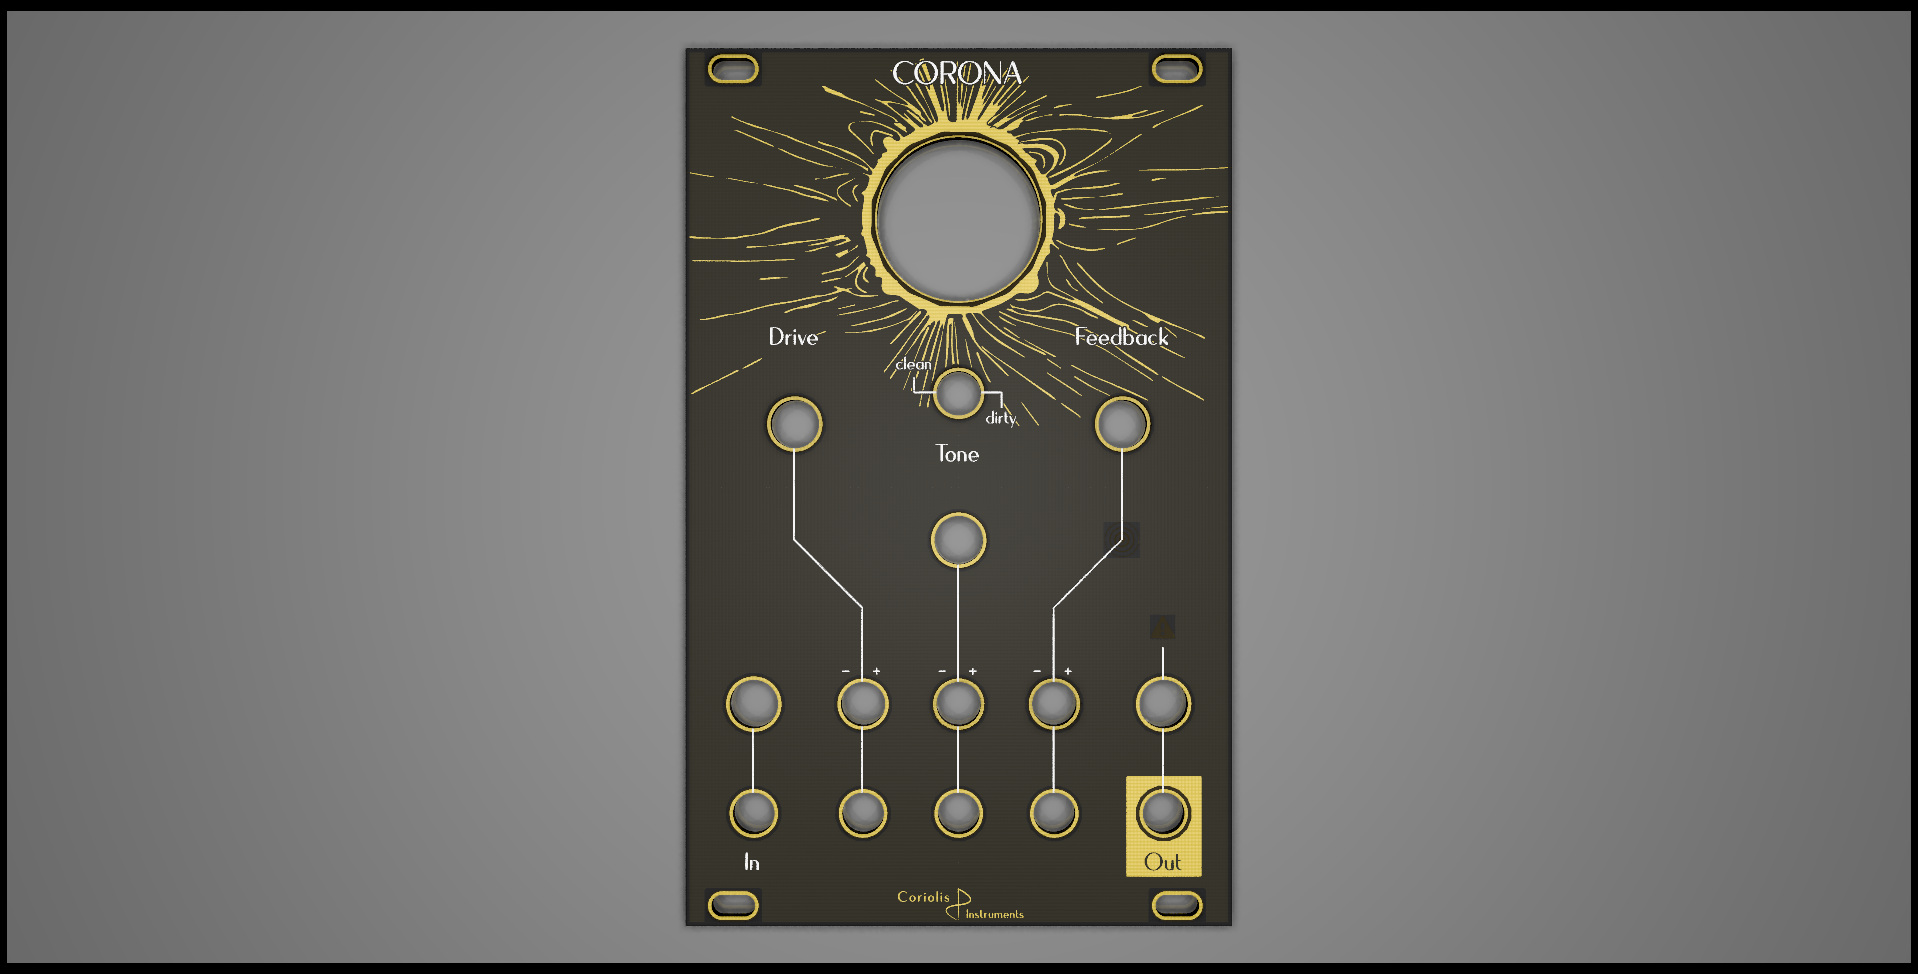 CORONA
Drive
Feedback
clean
dirty
Tone
- +
- +
- +
In
Out
Coriolis
Instruments